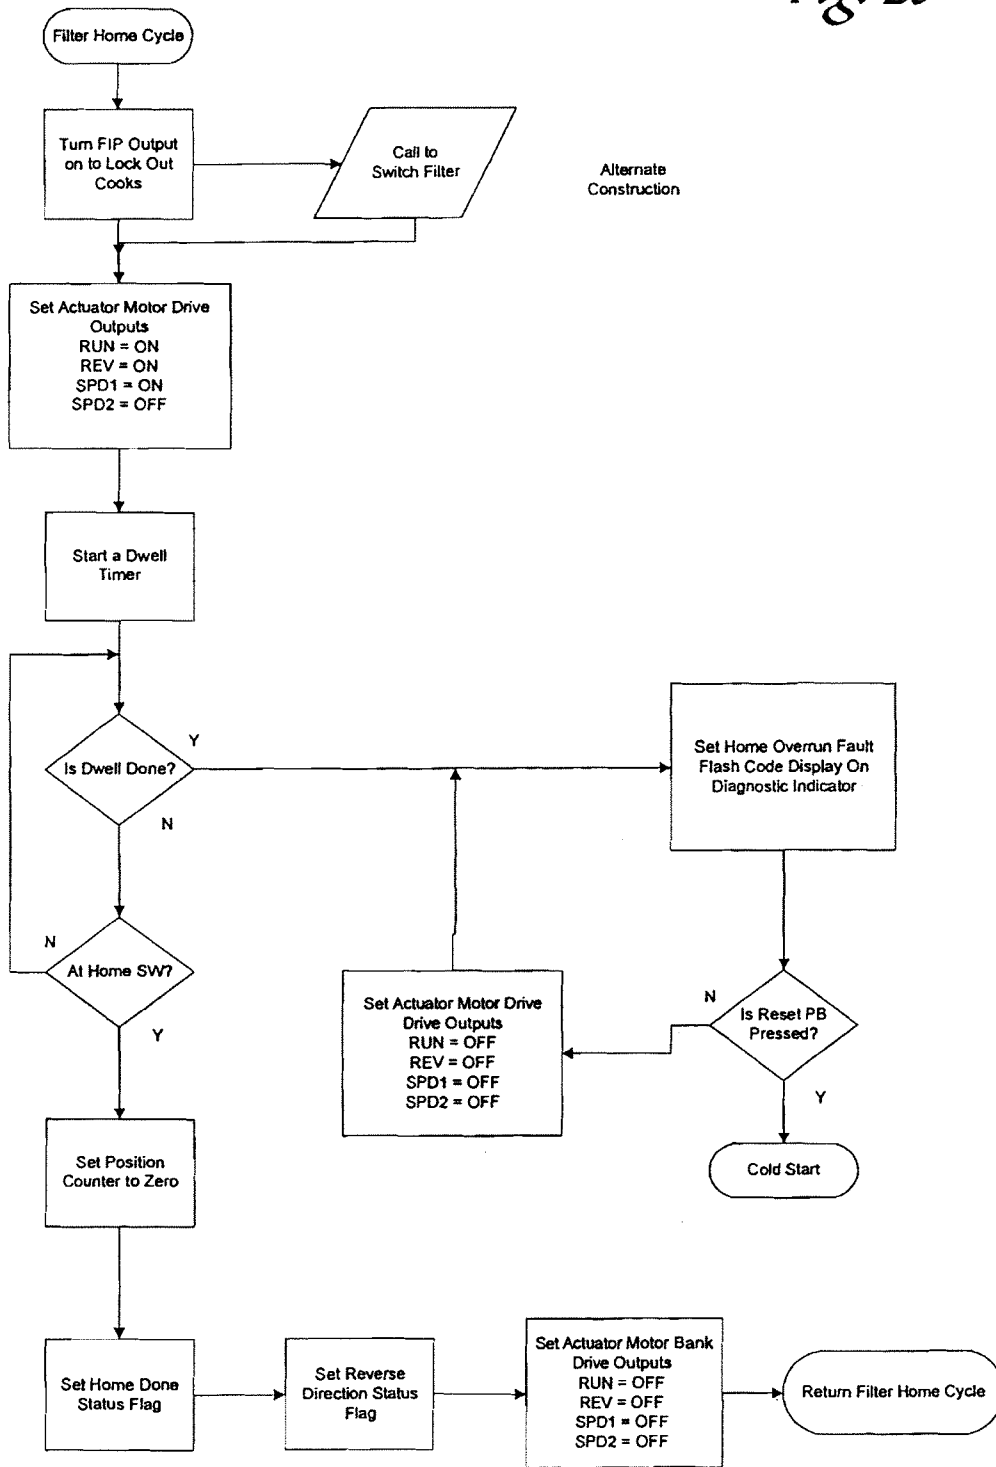 Filter Home Cycle
Turn FIP Output
on to Lock Out
Cooks
Call to
Switch Filter
Alternate
Construction
Set Actuator Motor Drive
Outputs
RUN = ON
REV = ON
SPD1 = ON
SPD2 = OFF
Start a Dwell
Timer
Is Dwell Done?
Y
N
Set Home Overrun Fault
Flash Code Display On
Diagnostic Indicator
At Home SW?
N
Y
Set Actuator Motor Drive
Drive Outputs
RUN = OFF
REV = OFF
SPD1 = OFF
SPD2 = OFF
N
Is Reset PB
Pressed?
Y
Cold Start
Set Position
Counter to Zero
Set Home Done
Status Flag
Set Reverse
Direction Status
Flag
Set Actuator Motor Bank
Drive Outputs
RUN = OFF
REV = OFF
SPD1 = OFF
SPD2 = OFF
Return Filter Home Cycle